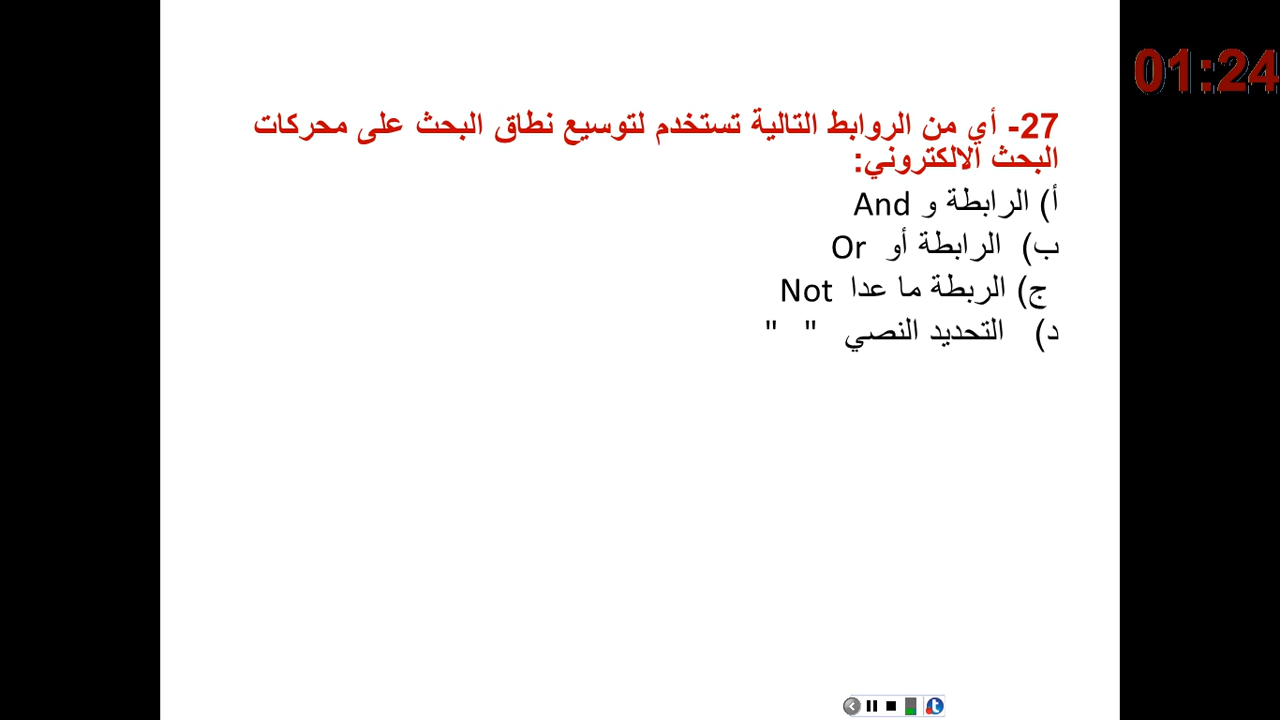 01:24
27- أي من الروابط التالية تستخدم لتوسيع نطاق البحث على محركات
البحث الالكتروني:
أ) الرابطة و And
ب) الرابطة أو Or
ج) الربطة ما عدا Not
د) التحديد النصي " "